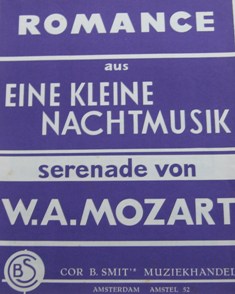 ROMANCE
aus
EINE KLEINE
NACHTMUSIK
serenade von
W.A.MOZART
BS
COR B. SMIT'S MUZIEKHANDEL
AMSTERDAM AMSTEL 52